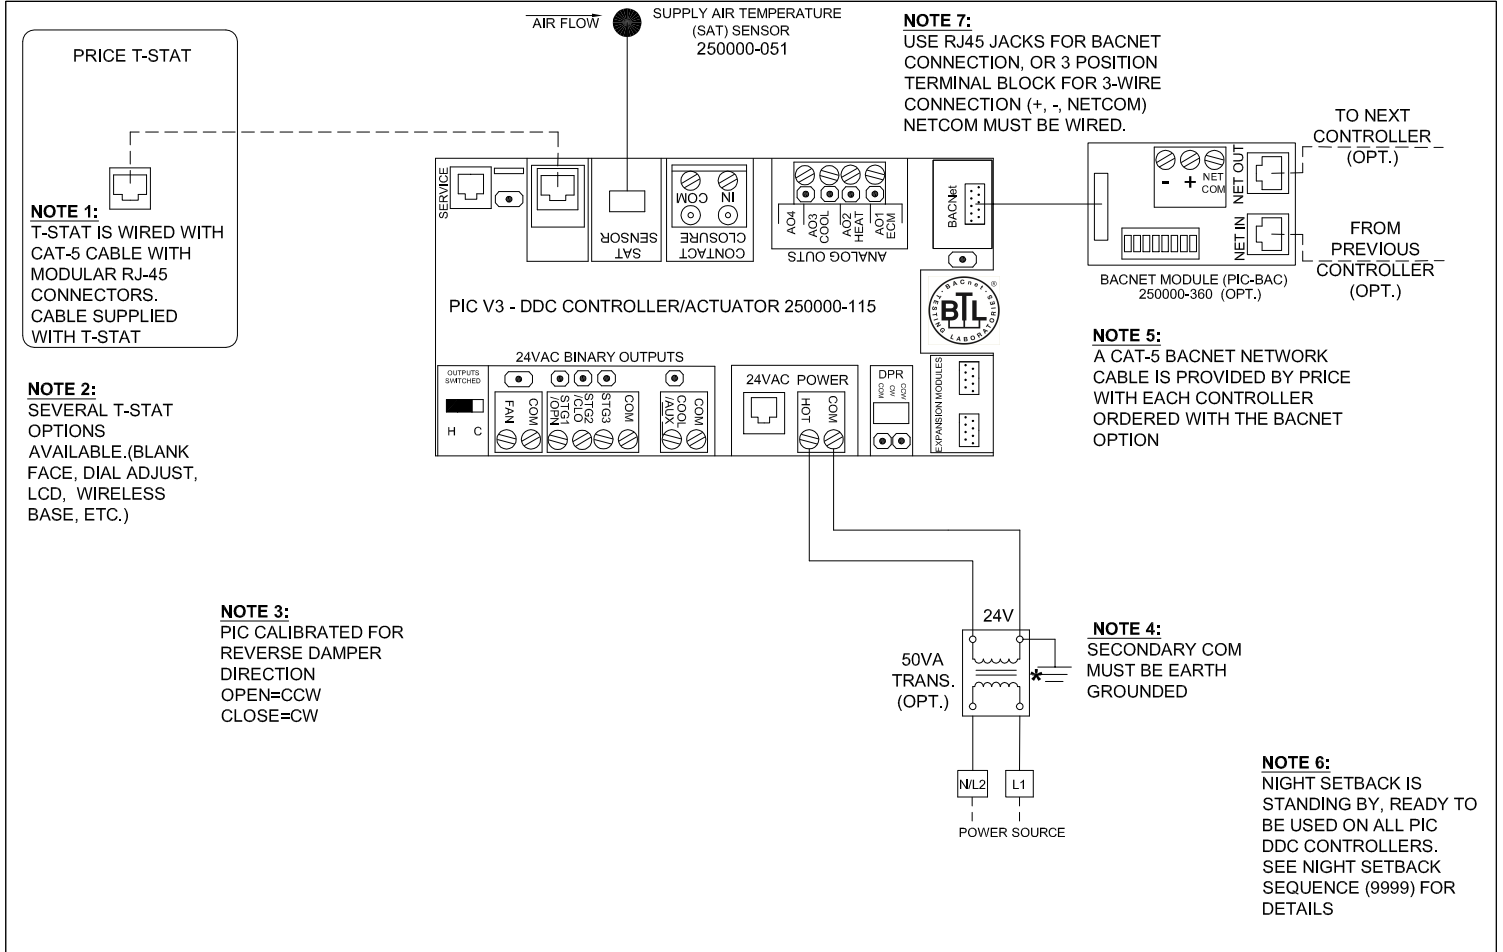 PRICE T-STAT
NOTE 1:
T-STAT IS WIRED WITH
CAT-5 CABLE WITH
MODULAR RJ-45
CONNECTORS.
CABLE SUPPLIED
WITH T-STAT
NOTE 2:
SEVERAL T-STAT
OPTIONS
AVAILABLE.(BLANK
FACE, DIAL ADJUST,
LCD, WIRELESS
BASE, ETC.)
AIR FLOW
SUPPLY AIR TEMPERATURE
(SAT) SENSOR
250000-051
NOTE 7:
USE RJ45 JACKS FOR BACNET
CONNECTION, OR 3 POSITION
TERMINAL BLOCK FOR 3-WIRE
CONNECTION (+, -, NETCOM)
NETCOM MUST BE WIRED.
SERVICE
SAT
SENSOR
COM
IN
CONTACT
CLOSURE
AO4
AO3
COOL
AO2
HEAT
AO1
ECM
ANALOG OUTS
BACNet
PIC V3 - DDC CONTROLLER/ACTUATOR 250000-115
BACnet
TESTING
LABORATORIES
BTL
®
24VAC BINARY OUTPUTS
OUTPUTS
SWITCHED
H C
FAN
COM
STG1
/OPN
STG2
/CLO
STG3
COM
COOL
/AUX
COM
24VAC POWER
HOT
COM
DPR
COM
CW
CCW
EXPANSION MODULES
- + NET
COM
NET OUT
NET IN
BACNET MODULE (PIC-BAC)
250000-360 (OPT.)
TO NEXT
CONTROLLER
(OPT.)
FROM
PREVIOUS
CONTROLLER
(OPT.)
NOTE 5:
A CAT-5 BACNET NETWORK
CABLE IS PROVIDED BY PRICE
WITH EACH CONTROLLER
ORDERED WITH THE BACNET
OPTION
NOTE 3:
PIC CALIBRATED FOR
REVERSE DAMPER
DIRECTION
OPEN=CCW
CLOSE=CW
24V
50VA
TRANS.
(OPT.)
*
NOTE 4:
SECONDARY COM
MUST BE EARTH
GROUNDED
N/L2
L1
POWER SOURCE
NOTE 6:
NIGHT SETBACK IS
STANDING BY, READY TO
BE USED ON ALL PIC
DDC CONTROLLERS.
SEE NIGHT SETBACK
SEQUENCE (9999) FOR
DETAILS